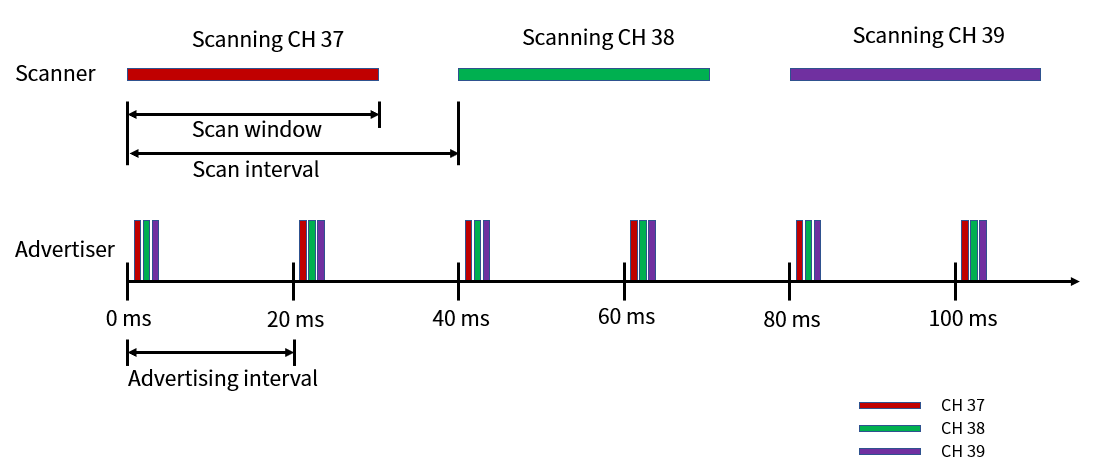 Scanning CH 37
Scanning CH 38
Scanning CH 39
Scanner
Scan window
Scan interval
Advertiser
0 ms
20 ms
40 ms
60 ms
80 ms
100 ms
Advertising interval
CH 37
CH 38
CH 39